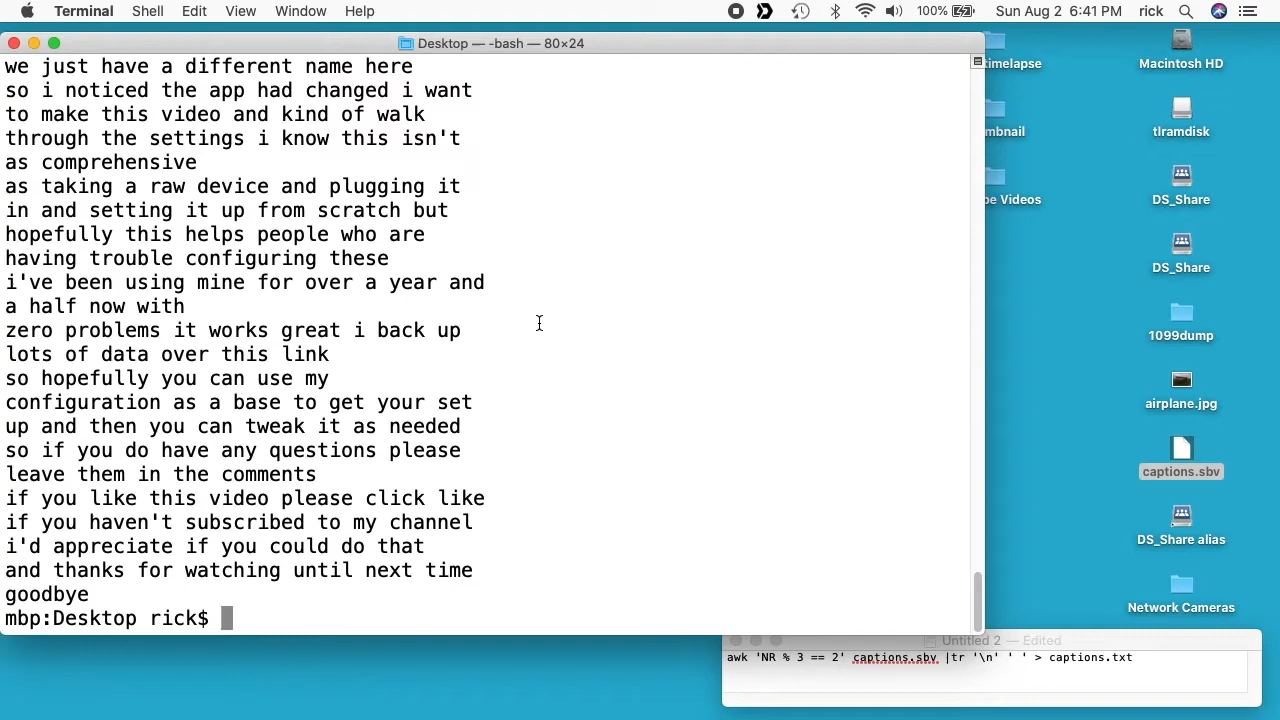 Terminal Shell Edit View Window Help 100% Sun Aug 2 6:41 PM rick
Desktop — -bash — 80×24
we just have a different name here
so i noticed the app had changed i want
to make this video and kind of walk
through the settings i know this isn't
as comprehensive
as taking a raw device and plugging it
in and setting it up from scratch but
hopefully this helps people who are
having trouble configuring these
i've been using mine for over a year and
a half now with
zero problems it works great i back up
lots of data over this link
so hopefully you can use my
configuration as a base to get your set
up and then you can tweak it as needed
so if you do have any questions please
leave them in the comments
if you like this video please click like
if you haven't subscribed to my channel
i'd appreciate if you could do that
and thanks for watching until next time
goodbye
mbp:Desktop rick$
imelapse
mbnail
be Videos
Macintosh HD
tlramdisk
DS_Share
DS_Share
1099dump
airplane.jpg
captions.sbv
DS_Share alias
Network Cameras
Untitled 2 — Edited
awk 'NR % 3 == 2' captions.sbv |tr '\n' ' ' > captions.txt